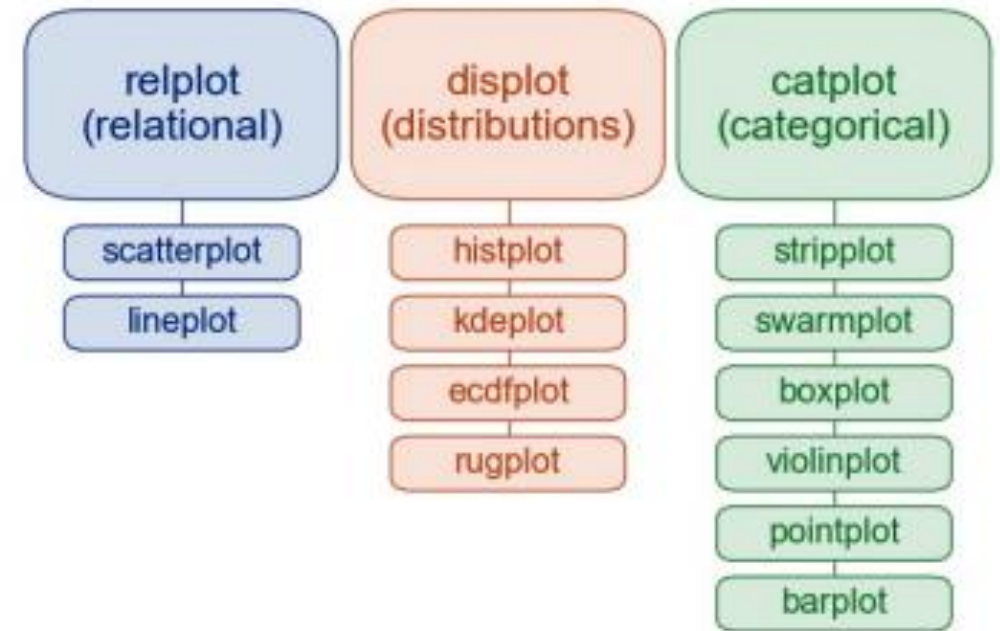 relplot
(relational)
scatterplot
lineplot
displot
(distributions)
histplot
kdeplot
ecdfplot
rugplot
catplot
(categorical)
stripplot
swarmplot
boxplot
violinplot
pointplot
barplot